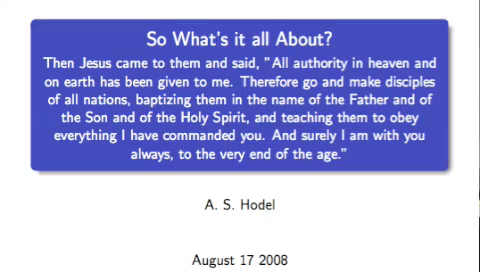 So What's it all About?
Then Jesus came to them and said, "All authority in heaven and
on earth has been given to me. Therefore go and make disciples
of all nations, baptizing them in the name of the Father and of
the Son and of the Holy Spirit, and teaching them to obey
everything I have commanded you. And surely I am with you
always, to the very end of the age."
A. S. Hodel
August 17 2008